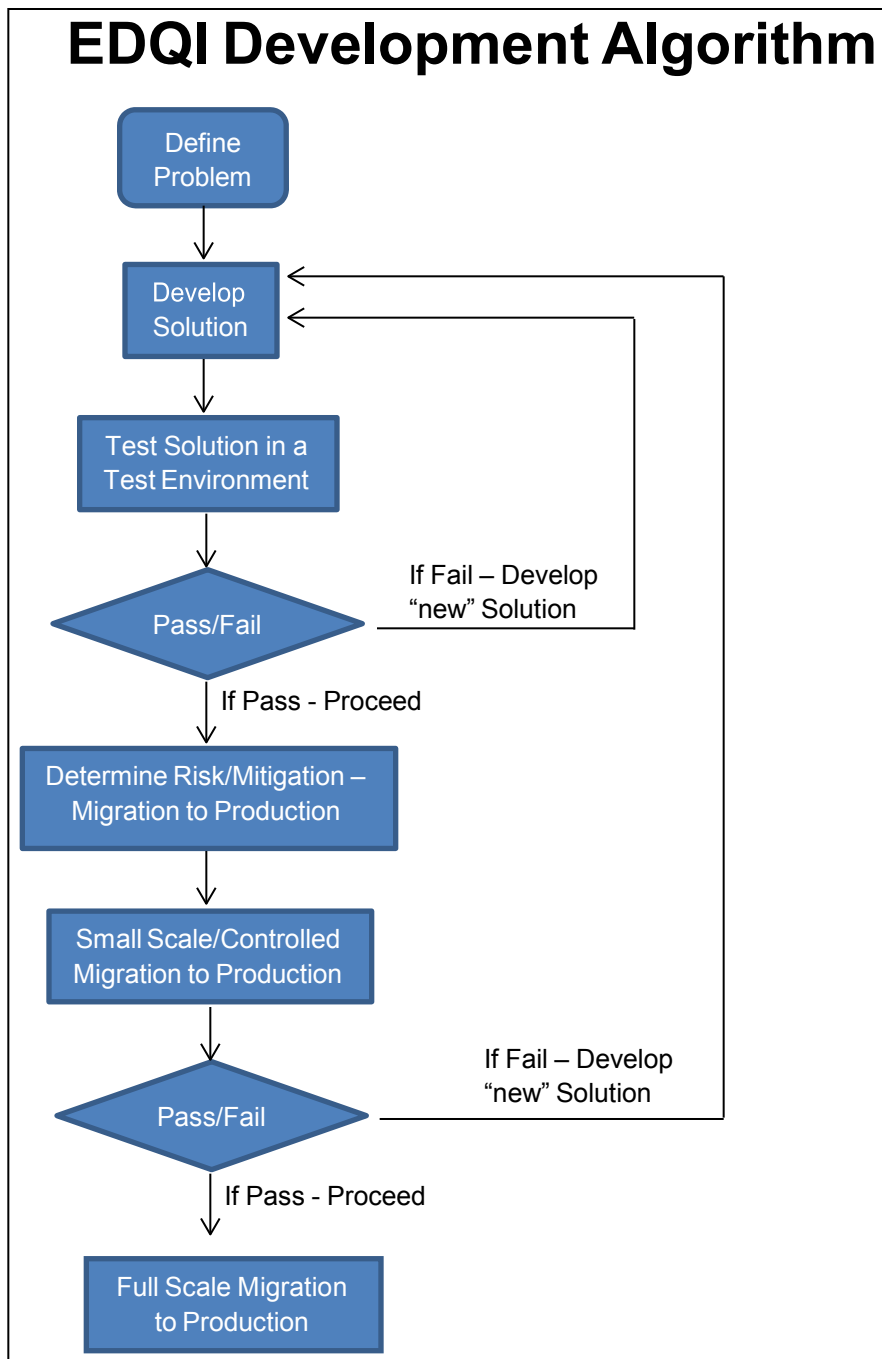 EDQI Development Algorithm
Define
Problem
Develop
Solution
Test Solution in a
Test Environment
Pass/Fail
If Fail – Develop
“new” Solution
If Pass - Proceed
Determine Risk/Mitigation –
Migration to Production
Small Scale/Controlled
Migration to Production
Pass/Fail
If Fail – Develop
“new” Solution
If Pass - Proceed
Full Scale Migration
to Production